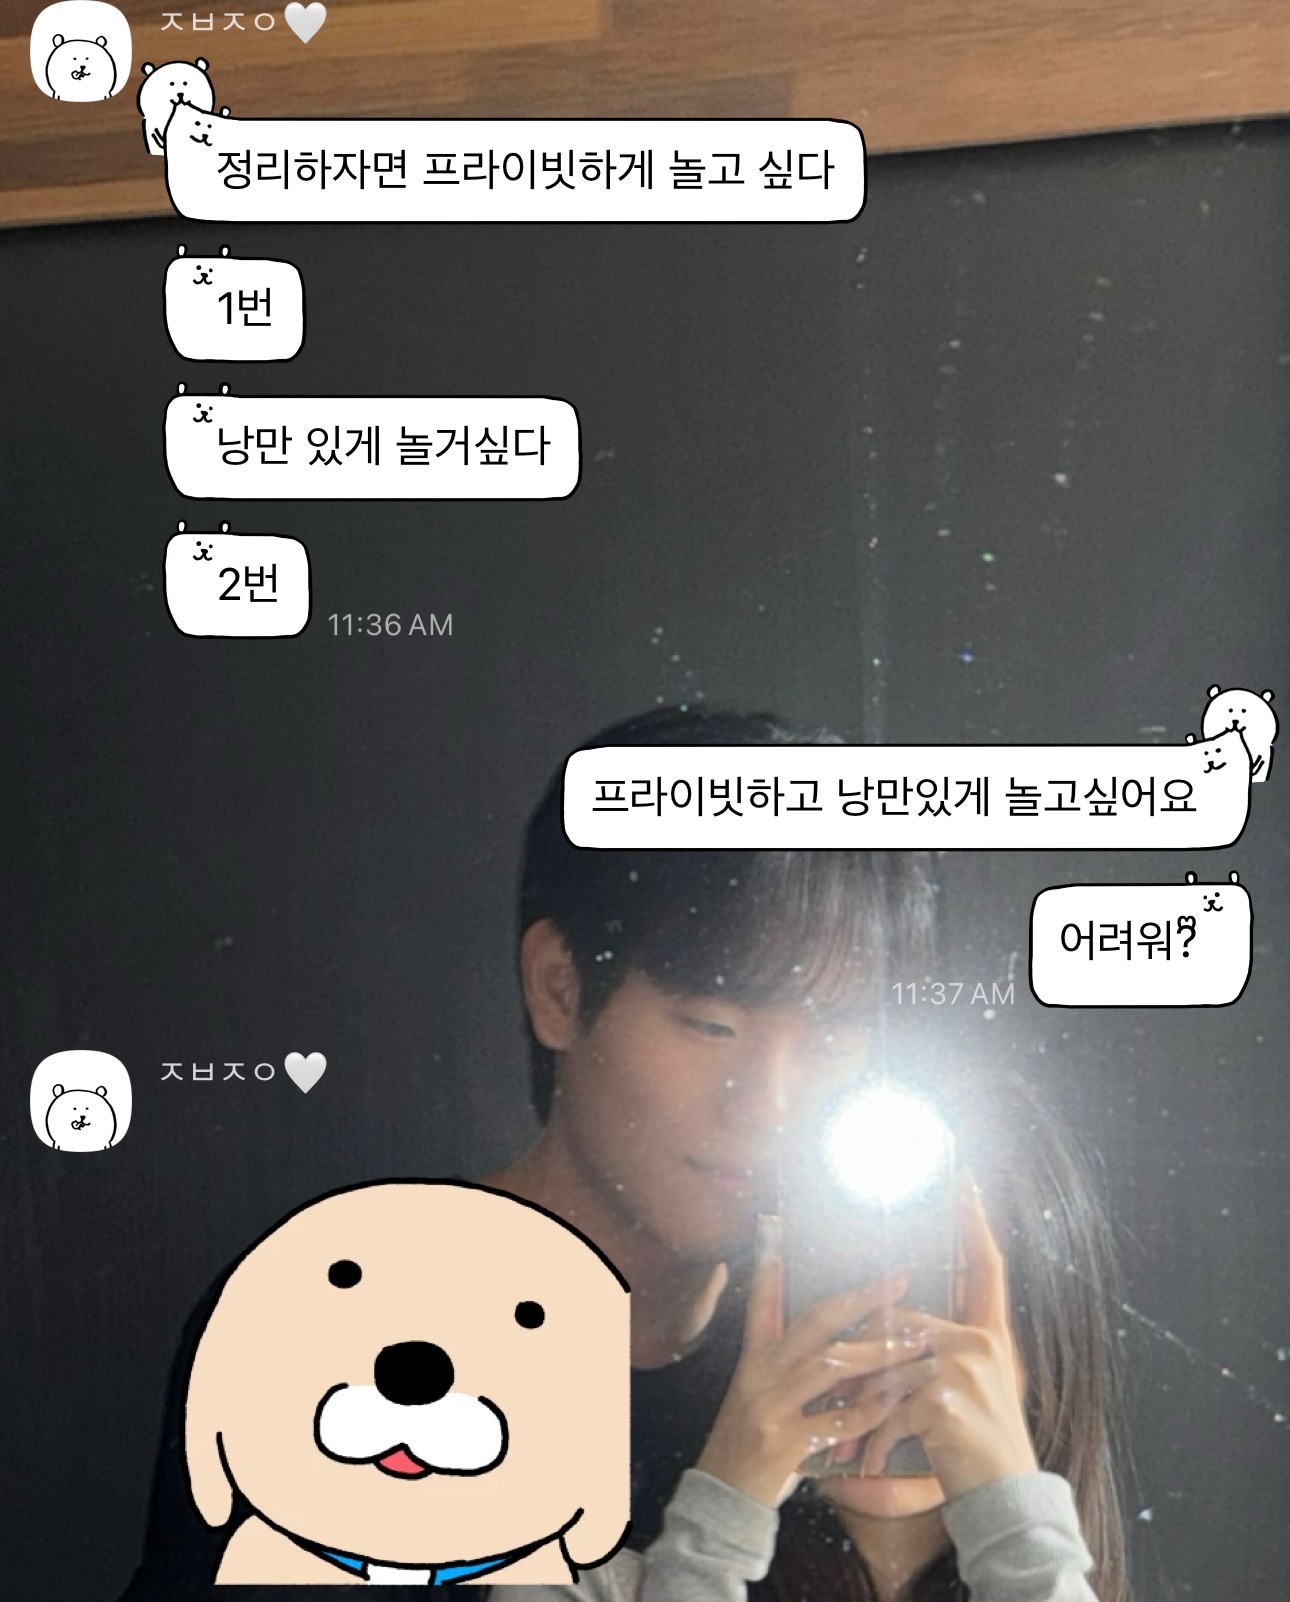 ㅈㅂㅈㅇ🤍
정리하자면 프라이빗하게 놀고 싶다
1번
낭만 있게 놀거싶다
2번
11:36 AM
프라이빗하고 낭만있게 놀고싶어요
어려워?
11:37 AM
ㅈㅂㅈㅇ🤍